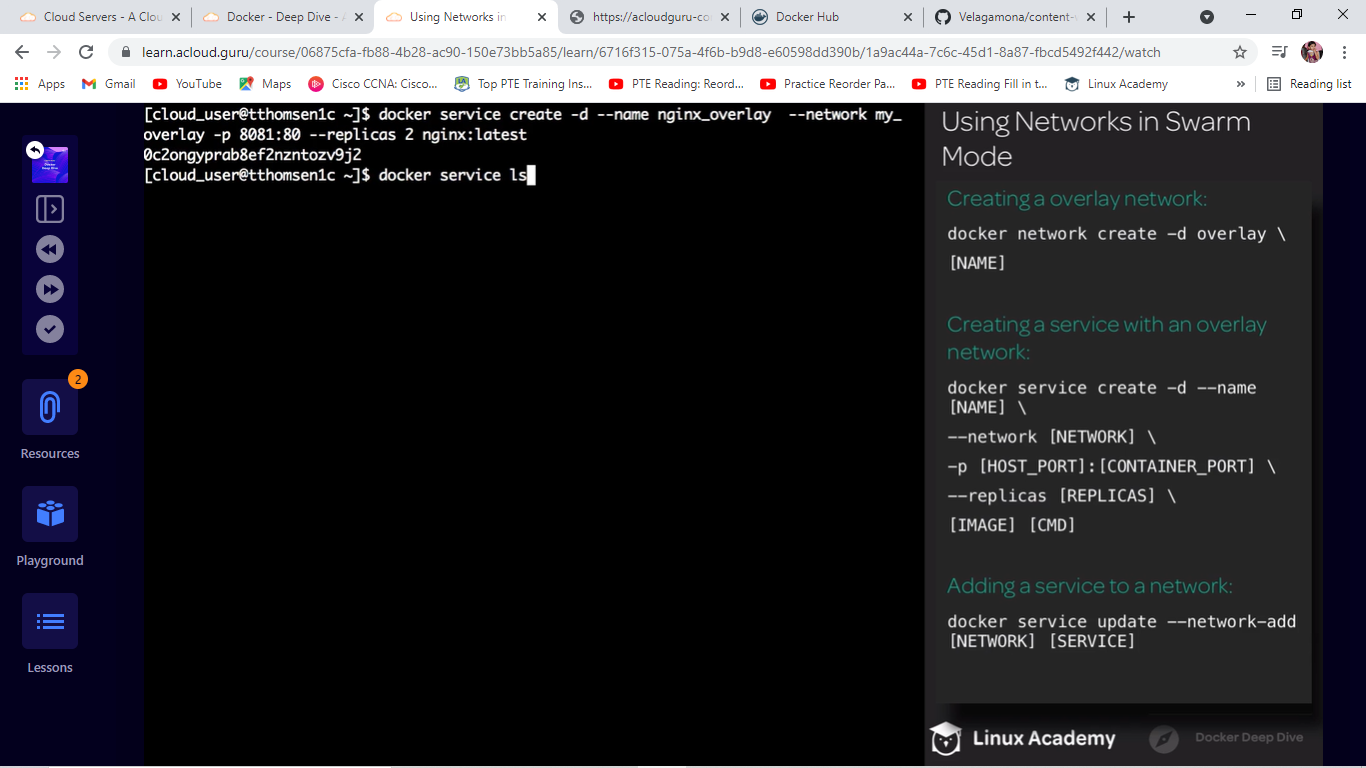 Cloud Servers - A Clou
Docker - Deep Dive - A
Using Networks in
https://acloudguru-co
Docker Hub
Velagamona/content-
learn.acloud.guru/course/06875cfa-fb88-4b28-ac90-150e73bb5a85/learn/6716f315-075a-4f6b-b9d8-e60598dd390b/1a9ac44a-7c6c-45d1-8a87-fbcd5492f442/watch
Apps
Gmail
YouTube
Maps
Cisco CCNA: Cisco...
Top PTE Training Ins...
PTE Reading: Reord...
Practice Reorder Pa...
PTE Reading Fill in t...
Linux Academy
»
Reading list
2
Resources
Playground
Lessons
[cloud_user@tthomsen1c ~]$ docker service create -d --name nginx_overlay  --network my_
overlay -p 8081:80 --replicas 2 nginx:latest
0c2ongyprab8ef2nzntozv9j2
[cloud_user@tthomsen1c ~]$ docker service ls
Using Networks in Swarm
Mode
Creating a overlay network:
docker network create -d overlay \
[NAME]
Creating a service with an overlay
network:
docker service create -d --name
[NAME] \
--network [NETWORK] \
-p [HOST_PORT]:[CONTAINER_PORT] \
--replicas [REPLICAS] \
[IMAGE] [CMD]
Adding a service to a network:
docker service update --network-add
[NETWORK] [SERVICE]
Linux Academy
Docker Deep Dive